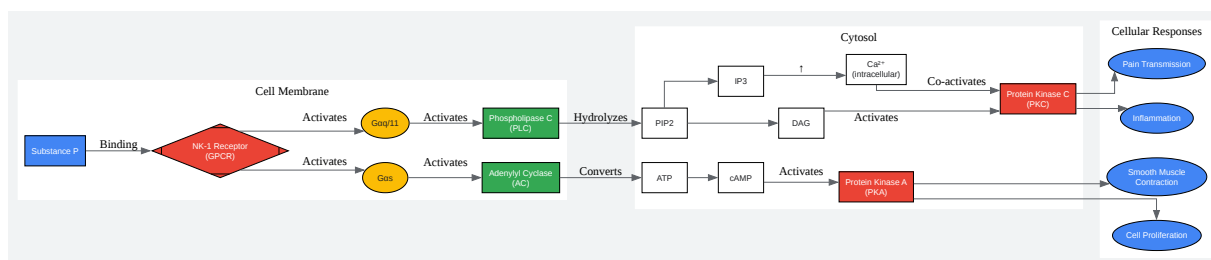 Cell Membrane
Substance P
Binding
NK-1 Receptor
(GPCR)
Activates
Gαq/11
Activates
Phospholipase C
(PLC)
Hydrolyzes
Activates
Gαs
Activates
Adenylyl Cyclase
(AC)
Converts
Cytosol
PIP2
IP3
↑
Ca²⁺
(intracellular)
Co-activates
DAG
Activates
Protein Kinase C
(PKC)
ATP
cAMP
Activates
Protein Kinase A
(PKA)
Cellular Responses
Pain Transmission
Inflammation
Smooth Muscle
Contraction
Cell Proliferation